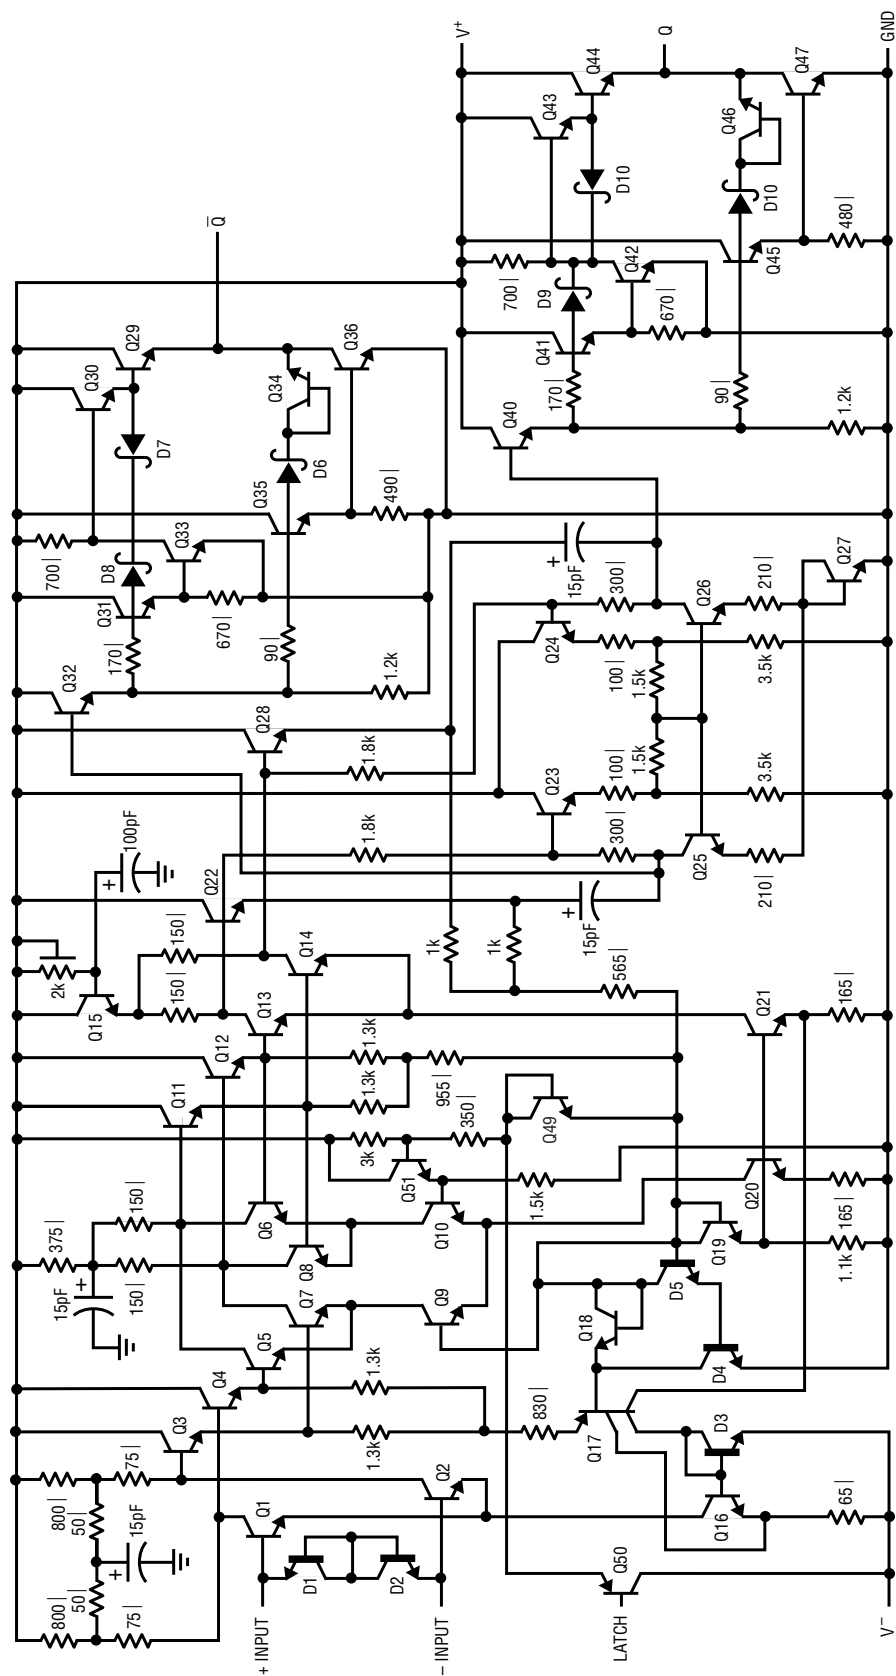 800|
800|
50|
50|
75|
75|
15pF
+
+ INPUT
– INPUT
LATCH
V–
Q1
Q2
D1
D2
Q50
Q16
65|
D3
Q17
830|
Q3
Q4
1.3k
1.3k
Q5
Q7
Q9
D4
Q18
D5
375|
15pF
+
150|
150|
Q6
Q8
Q10
Q19
Q20
1.1k
165|
Q51
3k
350|
1.5k
Q49
955|
Q11
Q12
1.3k
1.3k
Q13
Q14
Q15
2k
150|
150|
100pF
+
Q21
165|
565|
1k
1k
Q22
15pF
+
1.8k
1.8k
Q23
300|
100|
1.5k
1.5k
Q25
210|
3.5k
Q28
Q24
100|
300|
3.5k
Q26
210|
Q27
15pF
+
Q32
170|
90|
1.2k
Q31
D8
670|
700|
Q33
Q35
490|
D7
D6
Q30
Q29
Q34
Q36
Q
Q40
170|
90|
1.2k
Q41
D9
670|
700|
Q42
Q45
480|
D10
D10
Q43
Q44
Q46
Q47
V+
Q
GND